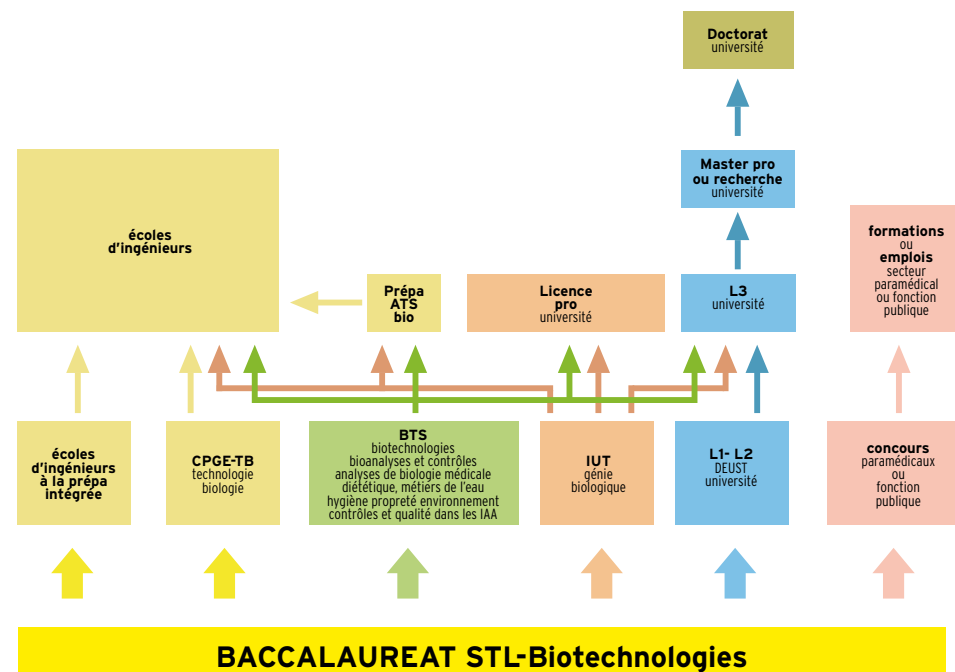 Doctorat
université
Master pro
ou recherche
université
écoles
d'ingénieurs
formations
ou
emplois
secteur
paramédical
ou fonction
publique
Prépa
ATS
bio
Licence
pro
université
L3
université
écoles
d'ingénieurs
à la prépa
intégrée
CPGE-TB
technologie
biologie
BTS
biotechnologies
bioanalyses et contrôles
analyses de biologie médicale
diététique, métiers de l'eau
hygiène propreté environnement
contrôles et qualité dans les IAA
IUT
génie
biologique
L1- L2
DEUST
université
concours
paramédicaux
ou
fonction
publique
BACCALAUREAT STL-Biotechnologies